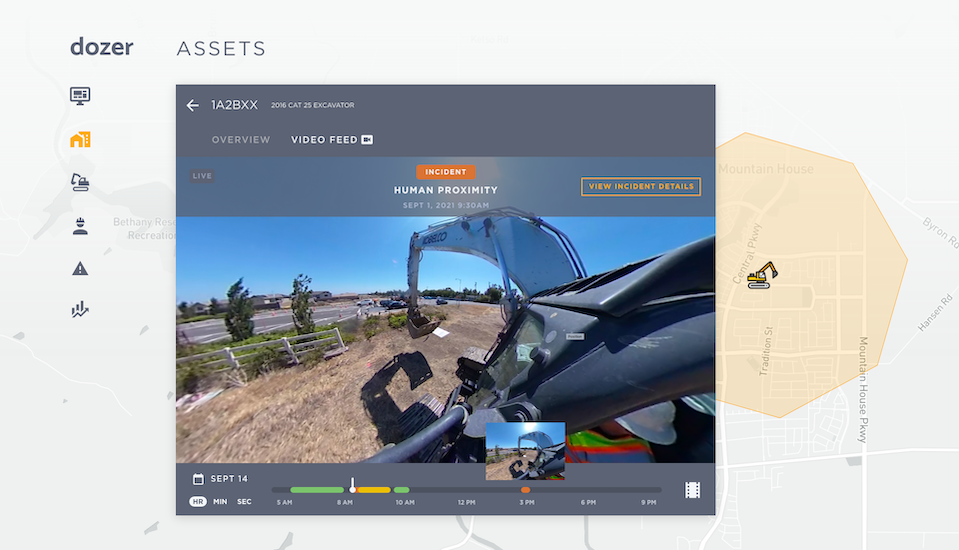 dozer
ASSETS
1A2BXX 2016 CAT 25 EXCAVATOR
OVERVIEW VIDEO FEED
LIVE
INCIDENT
HUMAN PROXIMITY
SEPT 1, 2021 9:30AM
VIEW INCIDENT DETAILS
KOBELCO
SEPT 14
HR MIN SEC
5 AM 8 AM 10 AM 12 PM 3 PM 6 PM 9 PM
Mountain House
Bethany Rese
Recreation
Byron Rd
Central Pkwy
Hansen Rd
Tradition St
Mountain House Pkwy